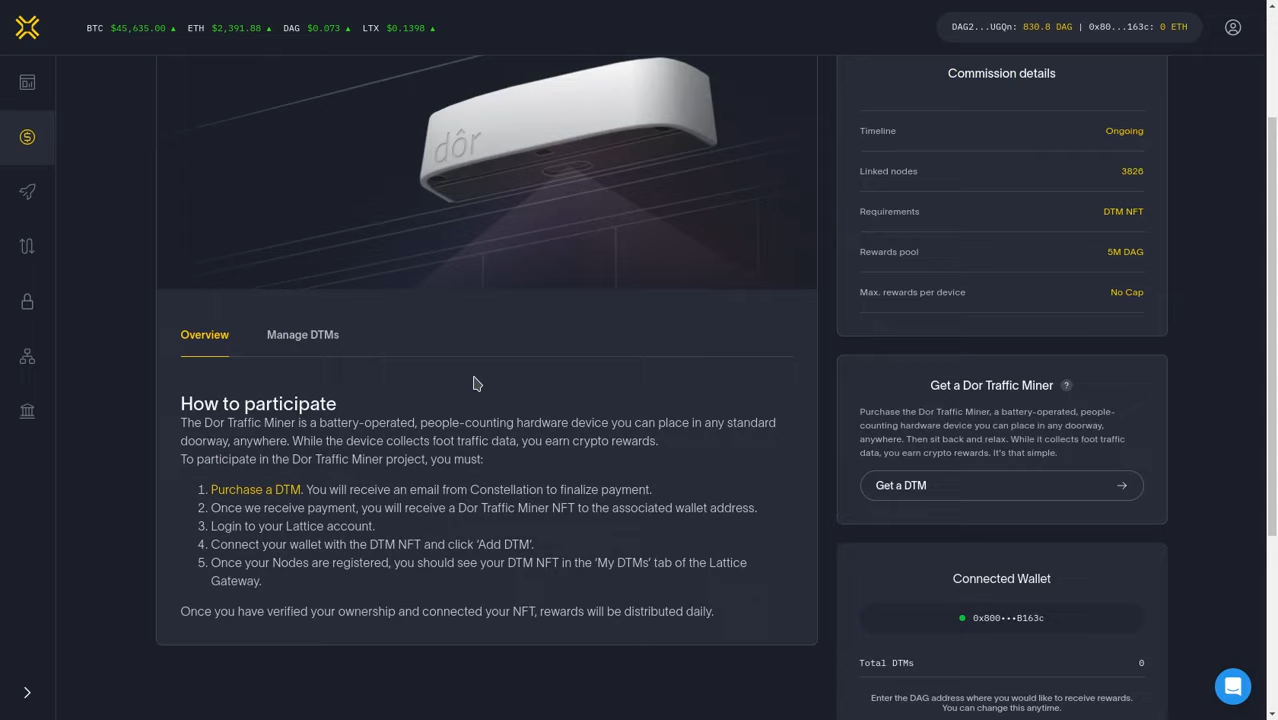 BTC $45,635.00 ▲ ETH $2,391.88 ▲ DAG $0.073 ▲ LTX $0.1398 ▲
DAG2...UGQn: 830.8 DAG | 0x80...163c: 0 ETH
dôr
Overview
Manage DTMs
How to participate
The Dor Traffic Miner is a battery-operated, people-counting hardware device you can place in any standard
doorway, anywhere. While the device collects foot traffic data, you earn crypto rewards.
To participate in the Dor Traffic Miner project, you must:
1. Purchase a DTM. You will receive an email from Constellation to finalize payment.
2. Once we receive payment, you will receive a Dor Traffic Miner NFT to the associated wallet address.
3. Login to your Lattice account.
4. Connect your wallet with the DTM NFT and click ‘Add DTM’.
5. Once your Nodes are registered, you should see your DTM NFT in the ‘My DTMs’ tab of the Lattice
Gateway.
Once you have verified your ownership and connected your NFT, rewards will be distributed daily.
Commission details
Timeline Ongoing
Linked nodes 3826
Requirements DTM NFT
Rewards pool 5M DAG
Max. rewards per device No Cap
Get a Dor Traffic Miner ?
Purchase the Dor Traffic Miner, a battery-operated, people-
counting hardware device you can place in any doorway,
anywhere. Then sit back and relax. While it collects foot traffic
data, you earn crypto rewards. It's that simple.
Get a DTM →
Connected Wallet
0x800•••B163c
Total DTMs 0
Enter the DAG address where you would like to receive rewards.
You can change this anytime.